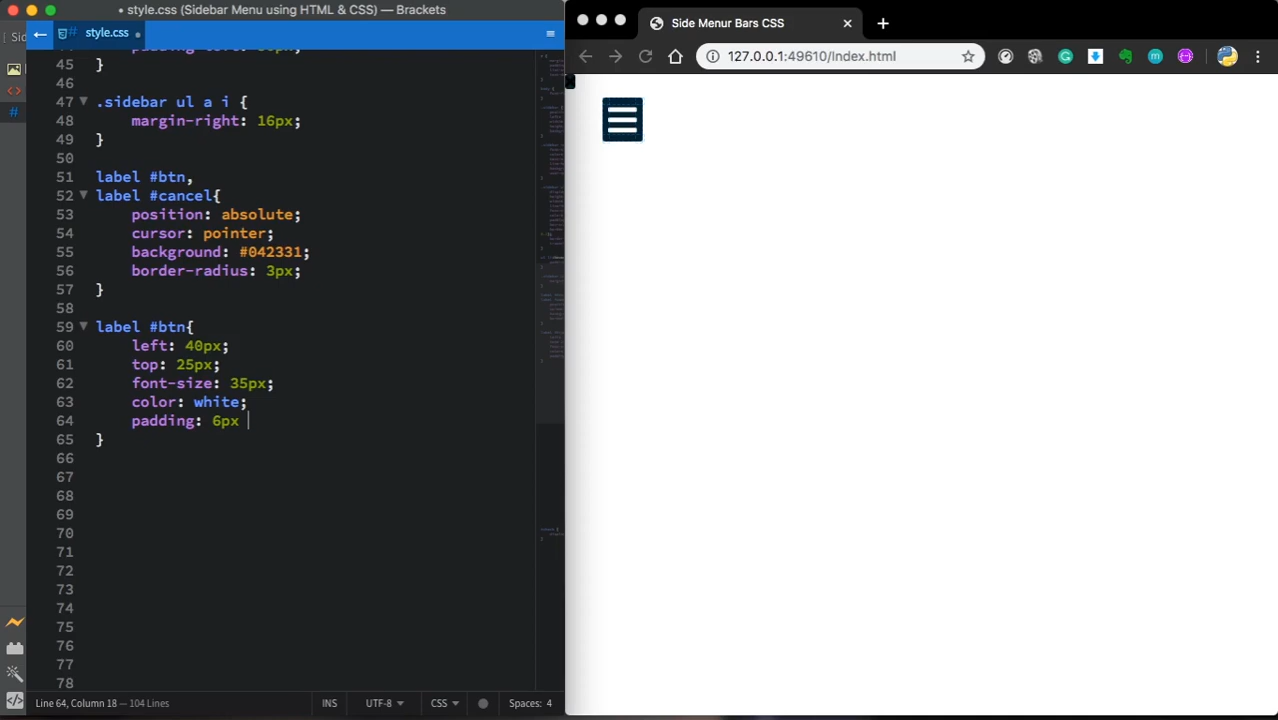 style.css (Sidebar Menu using HTML & CSS) — Brackets
style.css
Side Menur Bars CSS
127.0.0.1:49610/index.html
Sid
45 }
46
47 .sidebar ul a i {
48 margin-right: 16px;
49 }
50
51 label #btn,
52 label #cancel{
53 position: absolute;
54 cursor: pointer;
55 background: #042331;
56 border-radius: 3px;
57 }
58
59 label #btn{
60 left: 40px;
61 top: 25px;
62 font-size: 35px;
63 color: white;
64 padding: 6px
65 }
66
67
68
69
70
71
72
73
74
75
76
77
78
Line 64, Column 18 — 104 Lines
INS
UTF-8
CSS
Spaces: 4